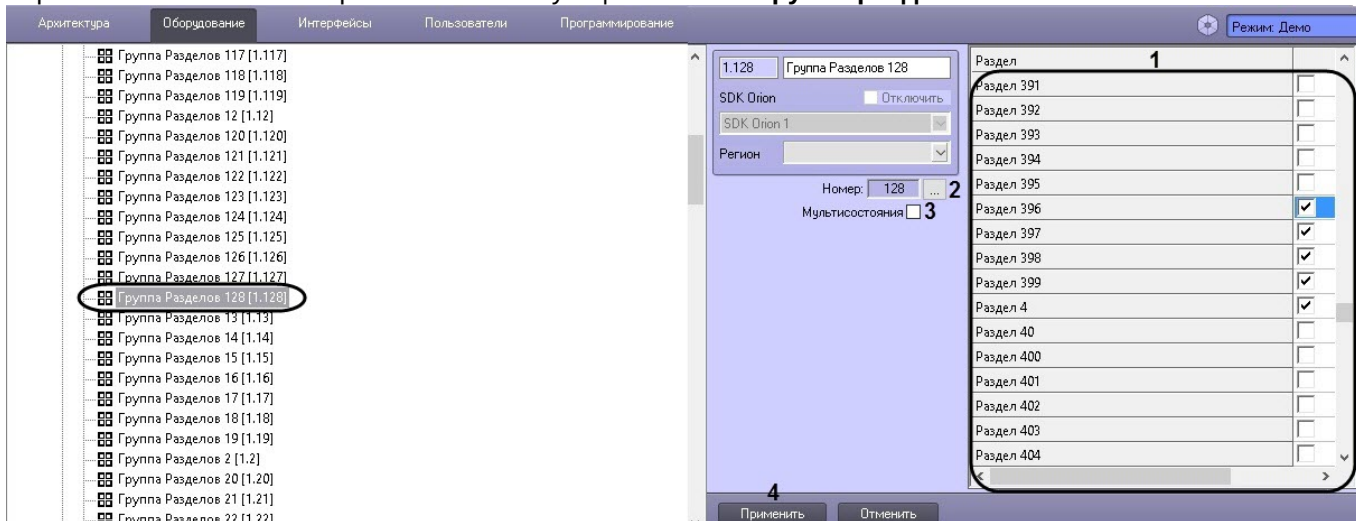 Архитектура Оборудование Интерфейсы Пользователи Программирование Режим: Демо
Группа Разделов 117 [1.117]
Группа Разделов 118 [1.118]
Группа Разделов 119 [1.119]
Группа Разделов 12 [1.12]
Группа Разделов 120 [1.120]
Группа Разделов 121 [1.121]
Группа Разделов 122 [1.122]
Группа Разделов 123 [1.123]
Группа Разделов 124 [1.124]
Группа Разделов 125 [1.125]
Группа Разделов 126 [1.126]
Группа Разделов 127 [1.127]
Группа Разделов 128 [1.128]
Группа Разделов 13 [1.13]
Группа Разделов 14 [1.14]
Группа Разделов 15 [1.15]
Группа Разделов 16 [1.16]
Группа Разделов 17 [1.17]
Группа Разделов 18 [1.18]
Группа Разделов 19 [1.19]
Группа Разделов 2 [1.2]
Группа Разделов 20 [1.20]
Группа Разделов 21 [1.21]
Группа Разделов 22 [1.22]
1.128 Группа Разделов 128
SDK Orion Отключить
SDK Orion 1
Регион
Номер: 128 ... 2
Мультисостояния 3
Раздел 1
Раздел 391
Раздел 392
Раздел 393
Раздел 394
Раздел 395
Раздел 396
Раздел 397
Раздел 398
Раздел 399
Раздел 4
Раздел 40
Раздел 400
Раздел 401
Раздел 402
Раздел 403
Раздел 404
4
Применить Отменить